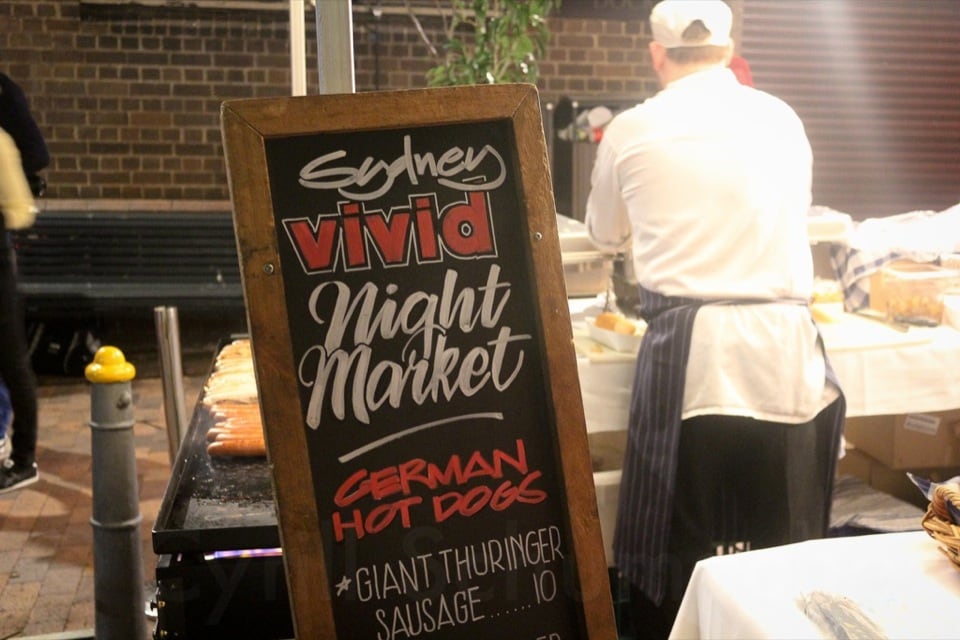 Sydney
vivid
Night
Market
GERMAN
HOT DOGS
*GIANT THURINGER
SAUSAGE.......10